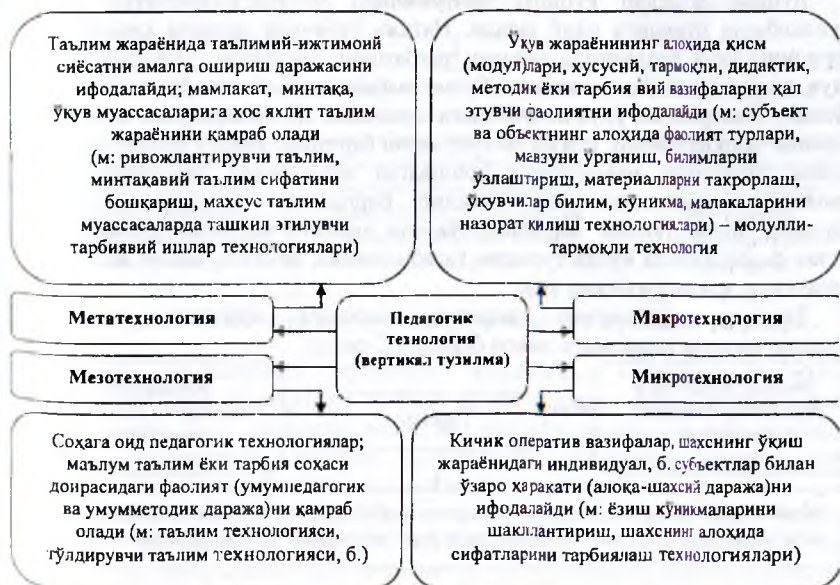 Таълим жараёнида таълимий-ижтимоий
сиёсатни амалга ошириш даражасини
ифодалайди; мамлакат, минтақа,
ўқув муассасаларига хос яхлит таълим
жараёнини қамраб олади
(м: ривожлантирувчи таълим,
минтақавий таълим сифатини
бошқариш, махсус таълим
муассасаларда ташкил этилувчи
тарбиявий ишлар технологиялари)
Ўқув жараёнининг алоҳида қисм
(модул)лари, хусусий, тармоқли, дидактик,
методик ёки тарбия вий вазифаларни ҳал
этувчи фаолиятни ифодалайди (м: субъект
ва объектнинг алоҳида фаолият турлари,
мавзуни ўрганиш, билимларни
ўзлаштириш, материалларни такрорлаш,
ўқувчилар билим, кўникма, малакаларини
назорат қилиш технологиялари) – модулли-
тармоқли технология
Метатехнология
Педагогик
технология
(вертикал тузилма)
Макротехнология
Мезотехнология
Микротехнология
Соҳага оид педагогик технологиялар;
маълум таълим ёки тарбия соҳаси
доирасидаги фаолият (умумпедагогик
ва умумметодик даража)ни қамраб
олади (м: таълим технологияси,
тўлдирувчи таълим технологияси, б.)
Кичик оператив вазифалар, шахснинг ўқиш
жараёнидаги индивидуал, б. субъектлар билан
ўзаро ҳаракати (алоқа-шахсий даража)ни
ифодалайди (м: ёзиш кўникмаларини
шакллантириш, шахснинг алоҳида
сифатларини тарбиялаш технологиялари)